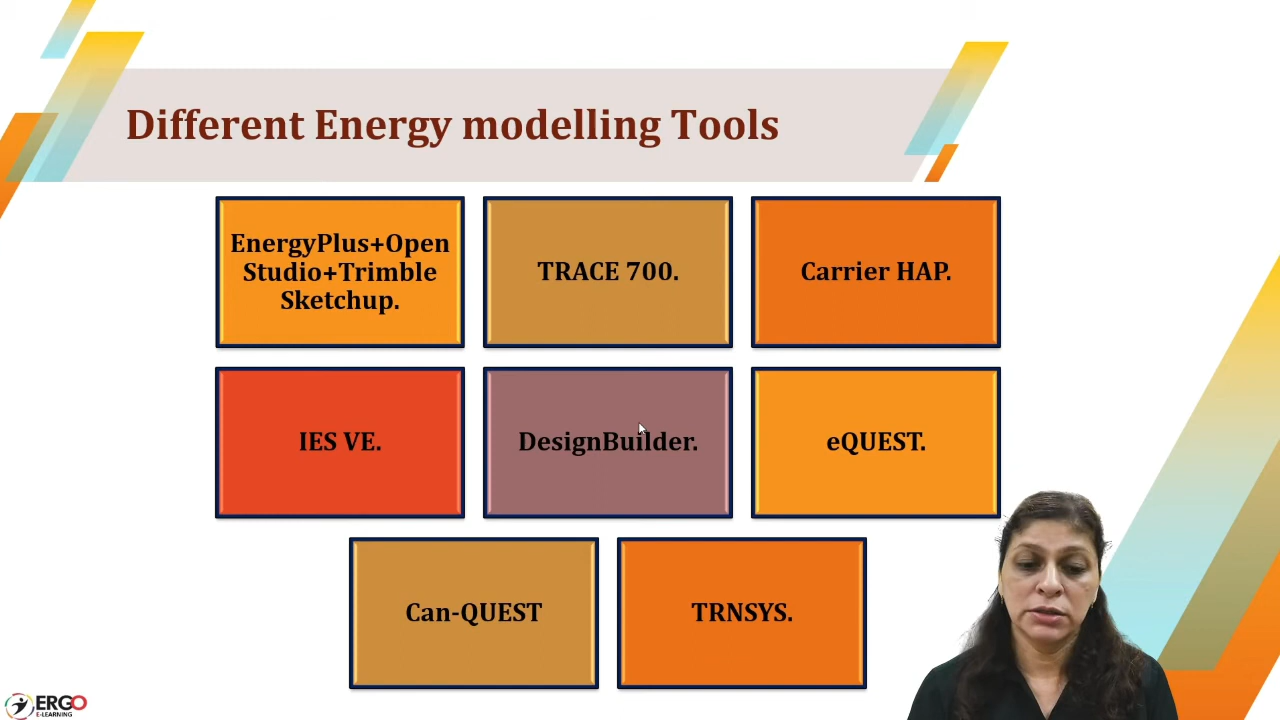 Different Energy modelling Tools
EnergyPlus+Open
Studio+Trimble
Sketchup.
TRACE 700.
Carrier HAP.
IES VE.
DesignBuilder.
eQUEST.
Can-QUEST
TRNSYS.
ERGO
E-LEARNING